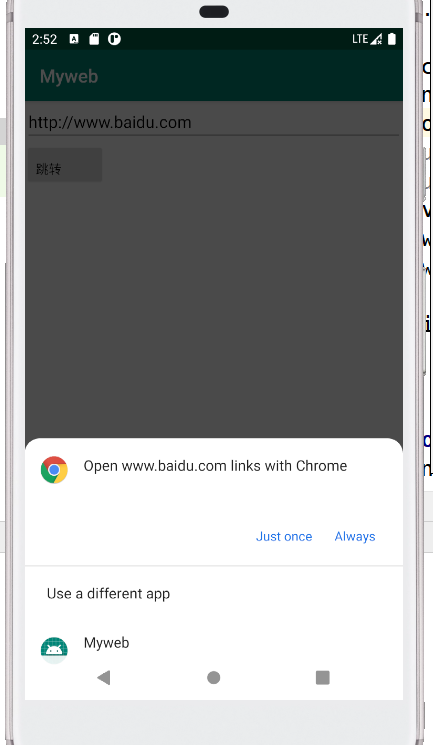 2:52
LTE
Myweb
http://www.baidu.com
跳转
Open www.baidu.com links with Chrome
Just once
Always
Use a different app
Myweb